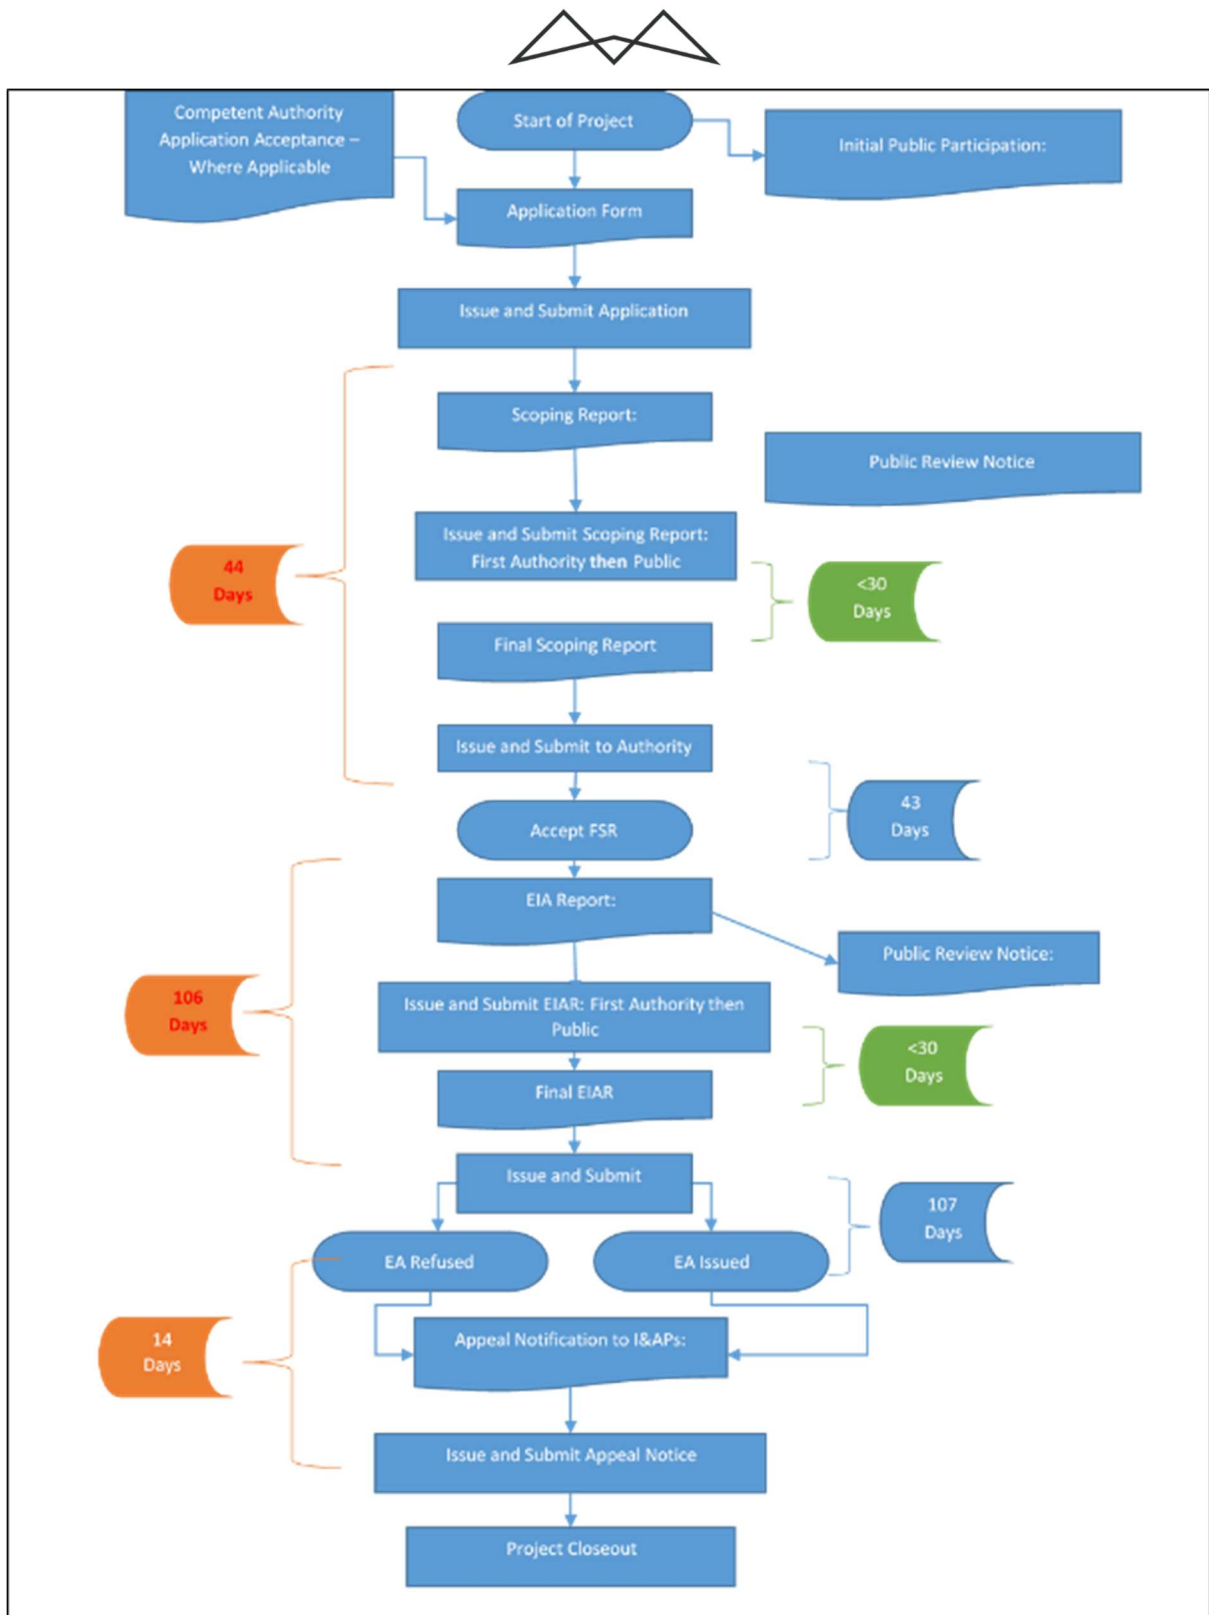 Competent Authority
Application Acceptance –
Where Applicable
Start of Project
Initial Public Participation:
Application Form
Issue and Submit Application
Scoping Report:
Public Review Notice
Issue and Submit Scoping Report:
First Authority then Public
44
Days
<30
Days
Final Scoping Report
Issue and Submit to Authority
43
Days
Accept FSR
EIA Report:
Public Review Notice:
106
Days
Issue and Submit EIAR: First Authority then
Public
<30
Days
Final EIAR
Issue and Submit
107
Days
EA Refused
EA Issued
14
Days
Appeal Notification to I&APs:
Issue and Submit Appeal Notice
Project Closeout